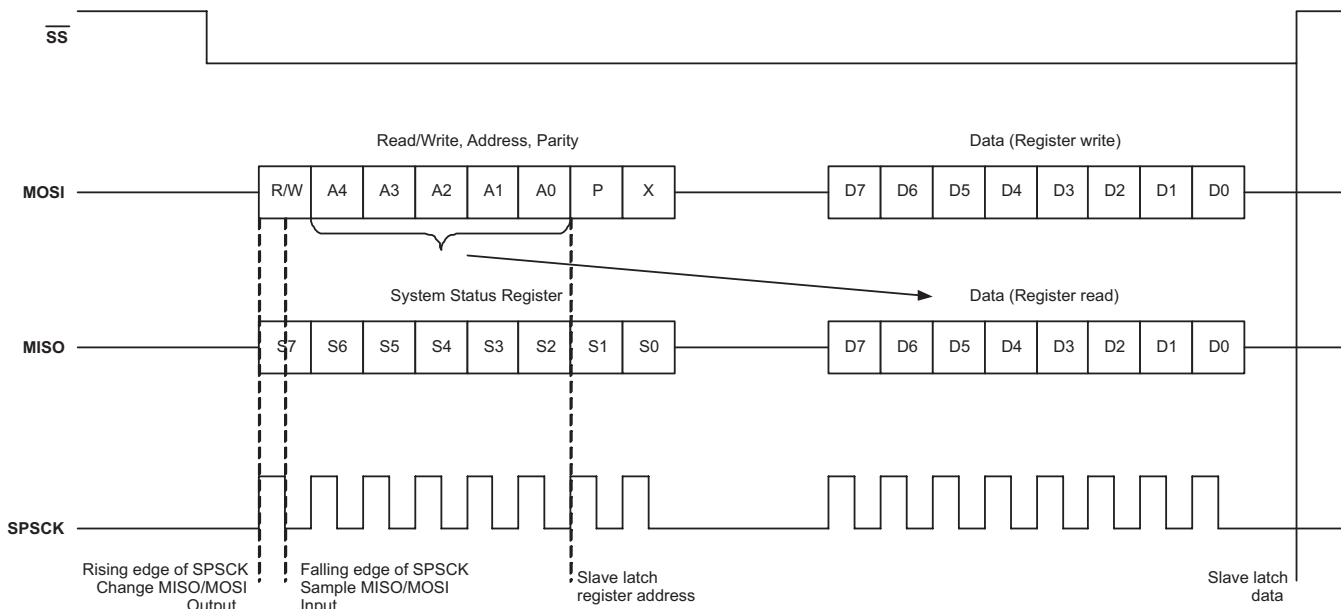 SS
Read/Write, Address, Parity
Data (Register write)
MOSI
R/W A4 A3 A2 A1 A0 P X
D7 D6 D5 D4 D3 D2 D1 D0
System Status Register
Data (Register read)
MISO
S7 S6 S5 S4 S3 S2 S1 S0
D7 D6 D5 D4 D3 D2 D1 D0
SPSCK
Rising edge of SPSCK
Change MISO/MOSI
Output
Falling edge of SPSCK
Sample MISO/MOSI
Input
Slave latch
register address
Slave latch
data